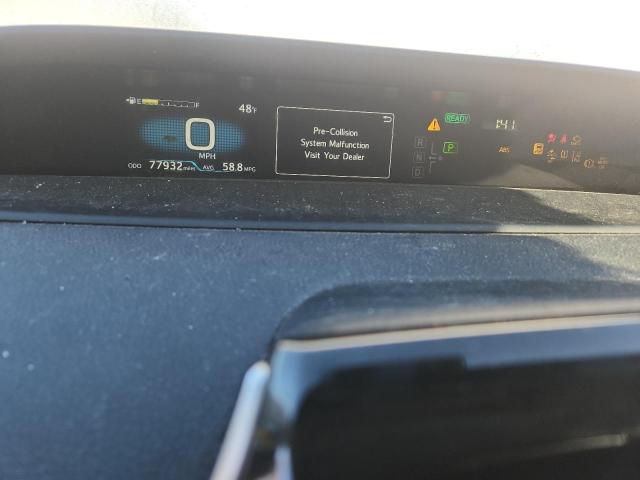 E F
48°F
0
MPH
ODO 77932 miles AVG 58.8 MPG
Pre-Collision
System Malfunction
Visit Your Dealer
READY
R
N
D
P
ABS